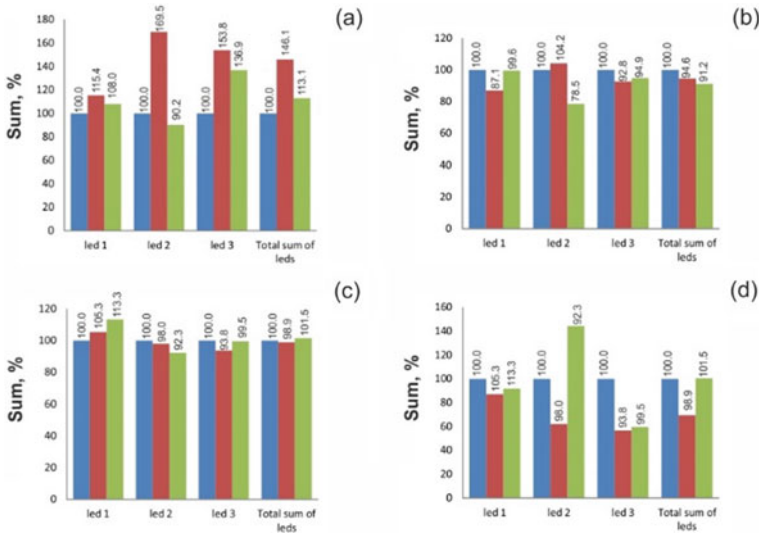 (a)
Sum, %
180
160
140
120
100
80
60
40
20
0
100.0 115.4 108.0
100.0 169.5 90.2
100.0 153.8 136.9
100.0 146.1 113.1
led 1 led 2 led 3 Total sum of
leds
(b)
Sum, %
120
100
80
60
40
20
0
100.0 87.1 99.6
100.0 104.2 78.5
100.0 92.8 94.9
100.0 94.6 91.2
led 1 led 2 led 3 Total sum of
leds
(c)
Sum, %
120
100
80
60
40
20
0
100.0 105.3 113.3
100.0 98.0 92.3
100.0 93.8 99.5
100.0 98.9 101.5
led 1 led 2 led 3 Total sum of
leds
(d)
Sum, %
160
140
120
100
80
60
40
20
0
100.0 105.3 113.3
100.0 98.0 92.3
100.0 93.8 99.5
100.0 98.9 101.5
led 1 led 2 led 3 Total sum of
leds